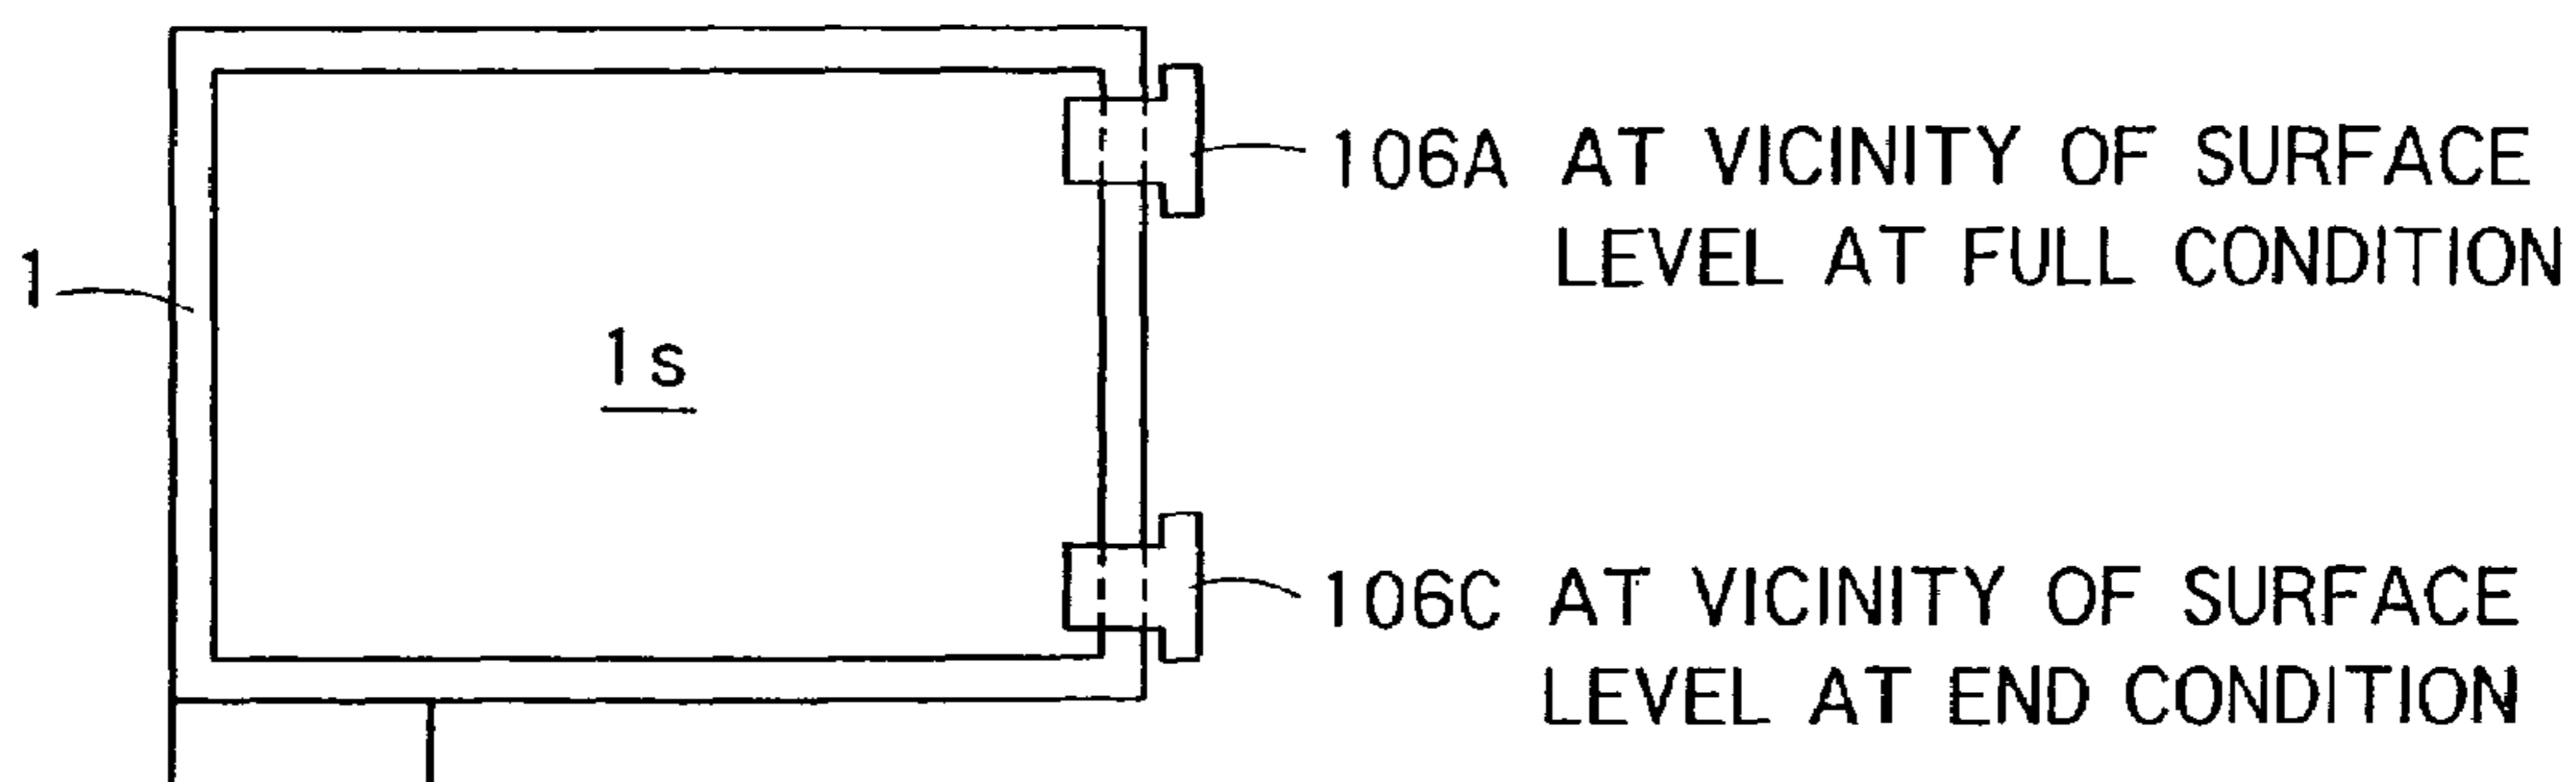 106A AT VICINITY OF SURFACE
LEVEL AT FULL CONDITION
1
1s
106C AT VICINITY OF SURFACE
LEVEL AT END CONDITION